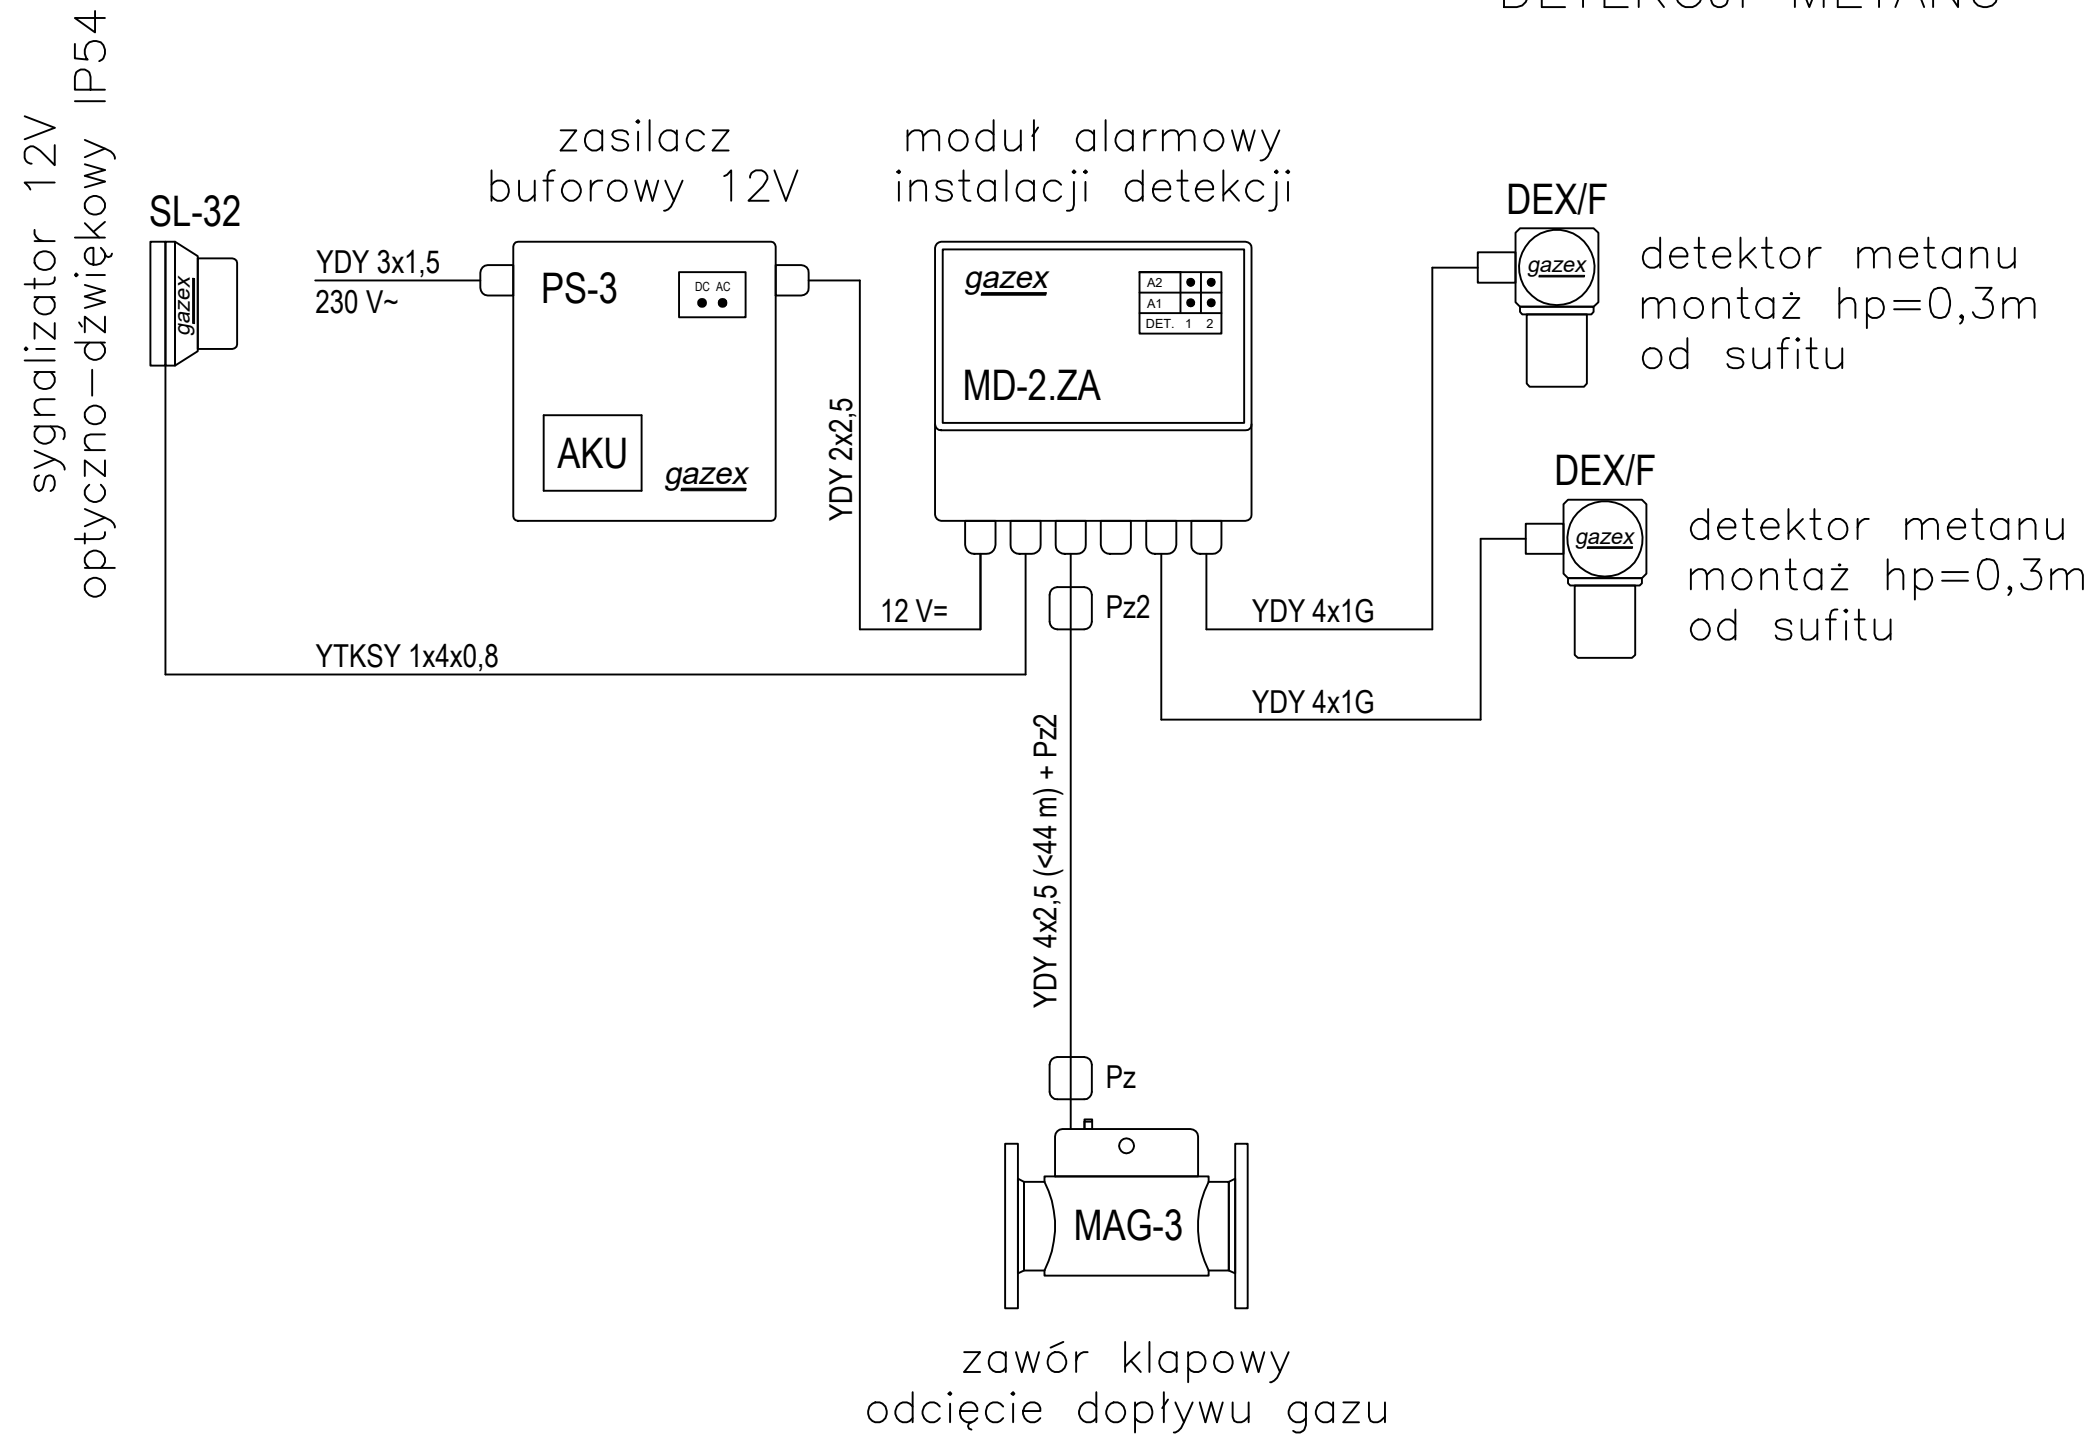 DETEKCJI METANU
sygnalizator 12V
optyczno-dźwiękowy IP54
SL-32
gazex
zasilacz
buforowy 12V
YDY 3x1,5
230 V~
PS-3
DC AC
AKU
gazex
YDY 2x2,5
moduł alarmowy
instalacji detekcji
gazex
A2
A1
DET. 1 2
MD-2.ZA
DEX/F
gazex
detektor metanu
montaż hp=0,3m
od sufitu
DEX/F
gazex
detektor metanu
montaż hp=0,3m
od sufitu
12 V=
Pz2
YDY 4x1G
YTKSY 1x4x0,8
YDY 4x1G
YDY 4x2,5 (<44 m) + Pz2
Pz
MAG-3
zawór klapowy
odcięcie dopływu gazu